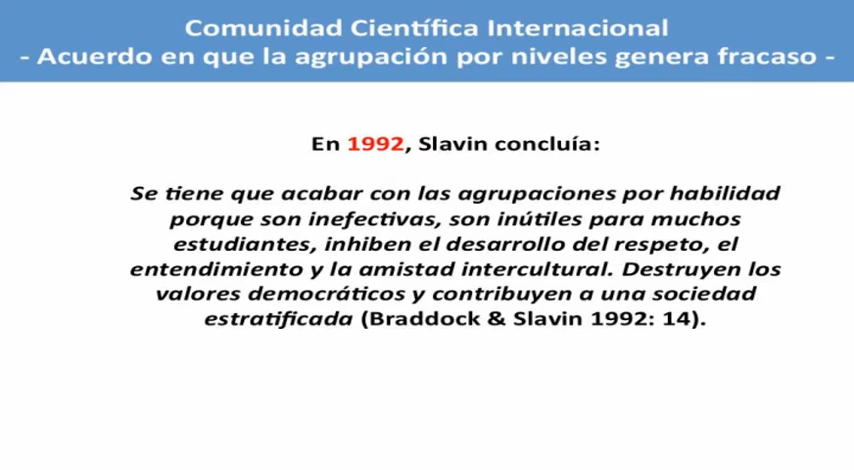 Comunidad Científica Internacional
- Acuerdo en que la agrupación por niveles genera fracaso -
En 1992, Slavin concluía:
Se tiene que acabar con las agrupaciones por habilidad
porque son inefectivas, son inútiles para muchos
estudiantes, inhiben el desarrollo del respeto, el
entendimiento y la amistad intercultural. Destruyen los
valores democráticos y contribuyen a una sociedad
estratificada (Braddock & Slavin 1992: 14).